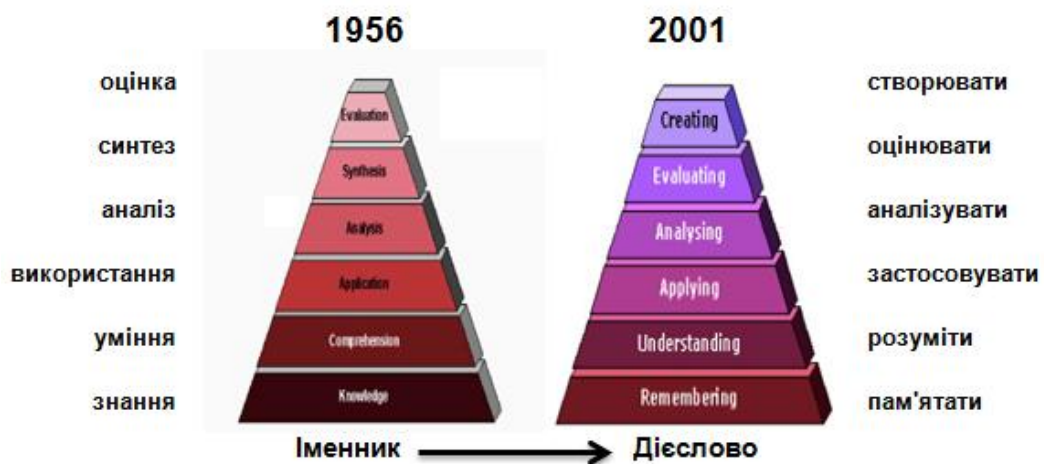 1956
2001
оцінка
Evaluation
Creating
створювати
синтез
Synthesis
Evaluating
оцінювати
аналіз
Analysis
Analysing
аналізувати
використання
Application
Applying
застосовувати
уміння
Comprehension
Understanding
розуміти
знання
Knowledge
Remembering
пам'ятати
Іменник
Дієслово